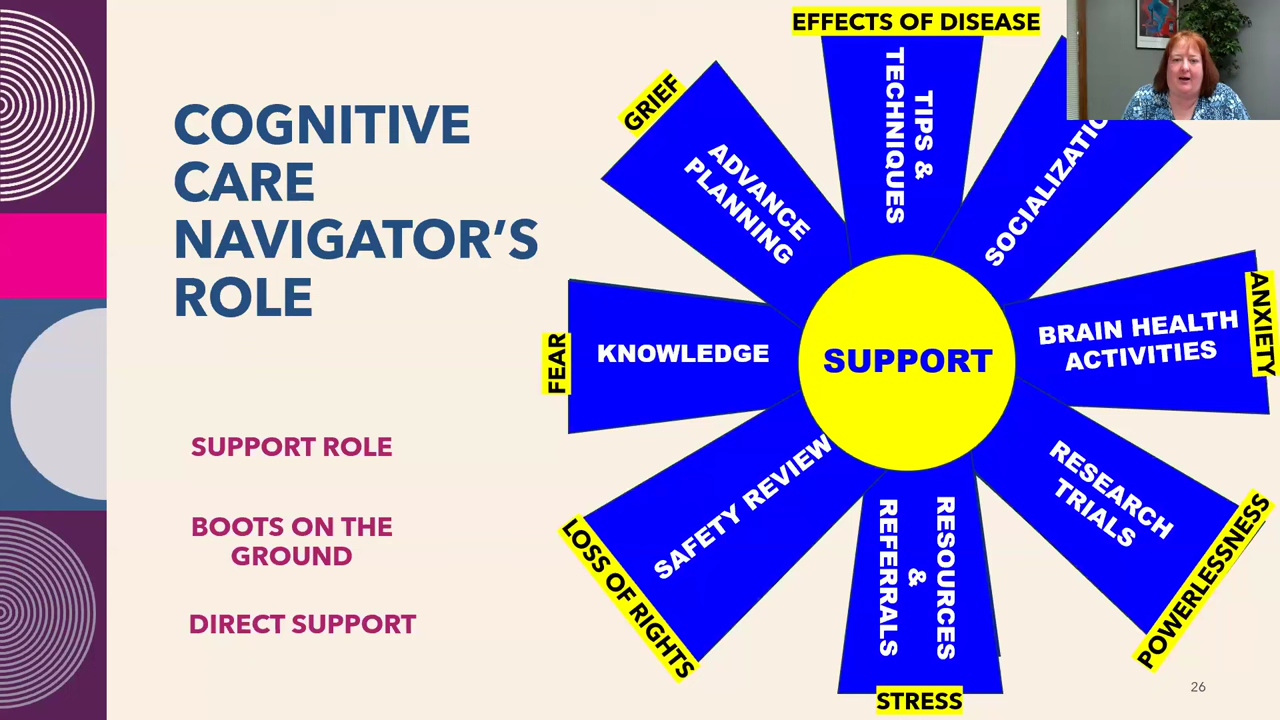 COGNITIVE
CARE
NAVIGATOR’S
ROLE
SUPPORT ROLE
BOOTS ON THE
GROUND
DIRECT SUPPORT
EFFECTS OF DISEASE
TIPS &
TECHNIQUES
GRIEF
ADVANCE
PLANNING
FEAR
KNOWLEDGE
SUPPORT
BRAIN HEALTH
ACTIVITIES
ANXIETY
SAFETY REVIEW
LOSS OF RIGHTS
RESOURCES
&
REFERRALS
STRESS
RESEARCH
TRIALS
POWERLESSNESS
26